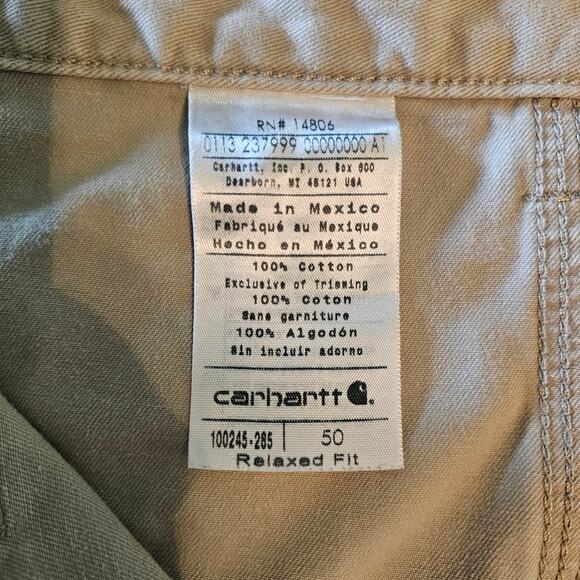 RN# 14806
0113 237999 00000000 A1
Carhartt, Inc. P. O. Box 600
Dearborn, MI 48121 USA
Made in Mexico
Fabriqué au Mexique
Hecho en México
100% Cotton
Exclusive of Trimming
100% Coton
Sans garniture
100% Algodón
Sin incluir adorno
carhartt
100245-285 50
Relaxed Fit